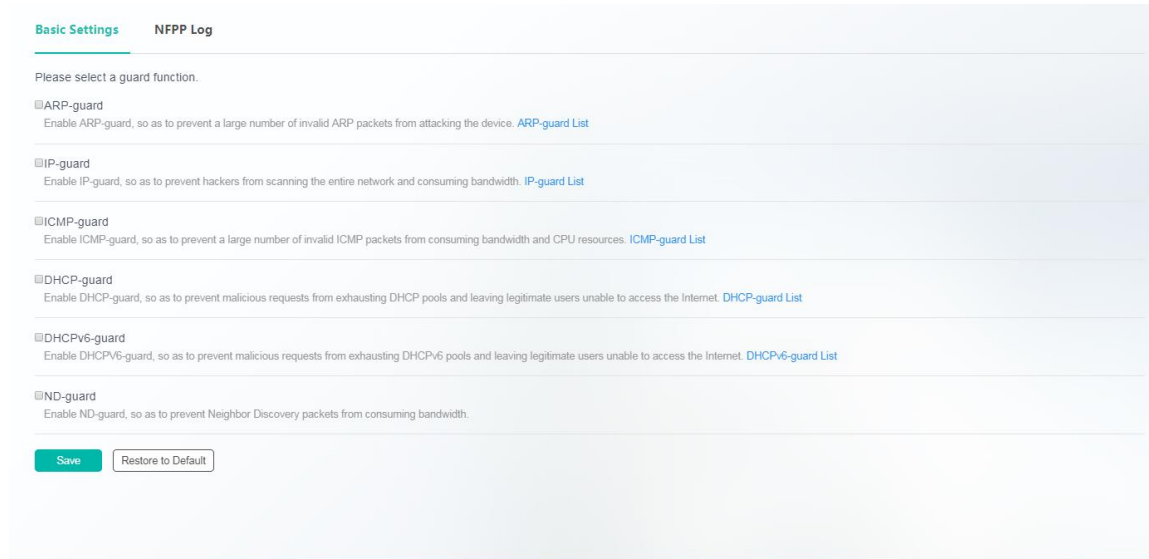 Basic Settings NFPP Log
Please select a guard function.
ARP-guard
Enable ARP-guard, so as to prevent a large number of invalid ARP packets from attacking the device. ARP-guard List
IP-guard
Enable IP-guard, so as to prevent hackers from scanning the entire network and consuming bandwidth. IP-guard List
ICMP-guard
Enable ICMP-guard, so as to prevent a large number of invalid ICMP packets from consuming bandwidth and CPU resources. ICMP-guard List
DHCP-guard
Enable DHCP-guard, so as to prevent malicious requests from exhausting DHCP pools and leaving legitimate users unable to access the Internet. DHCP-guard List
DHCPv6-guard
Enable DHCPV6-guard, so as to prevent malicious requests from exhausting DHCPv6 pools and leaving legitimate users unable to access the Internet. DHCPv6-guard List
ND-guard
Enable ND-guard, so as to prevent Neighbor Discovery packets from consuming bandwidth.
Save Restore to Default